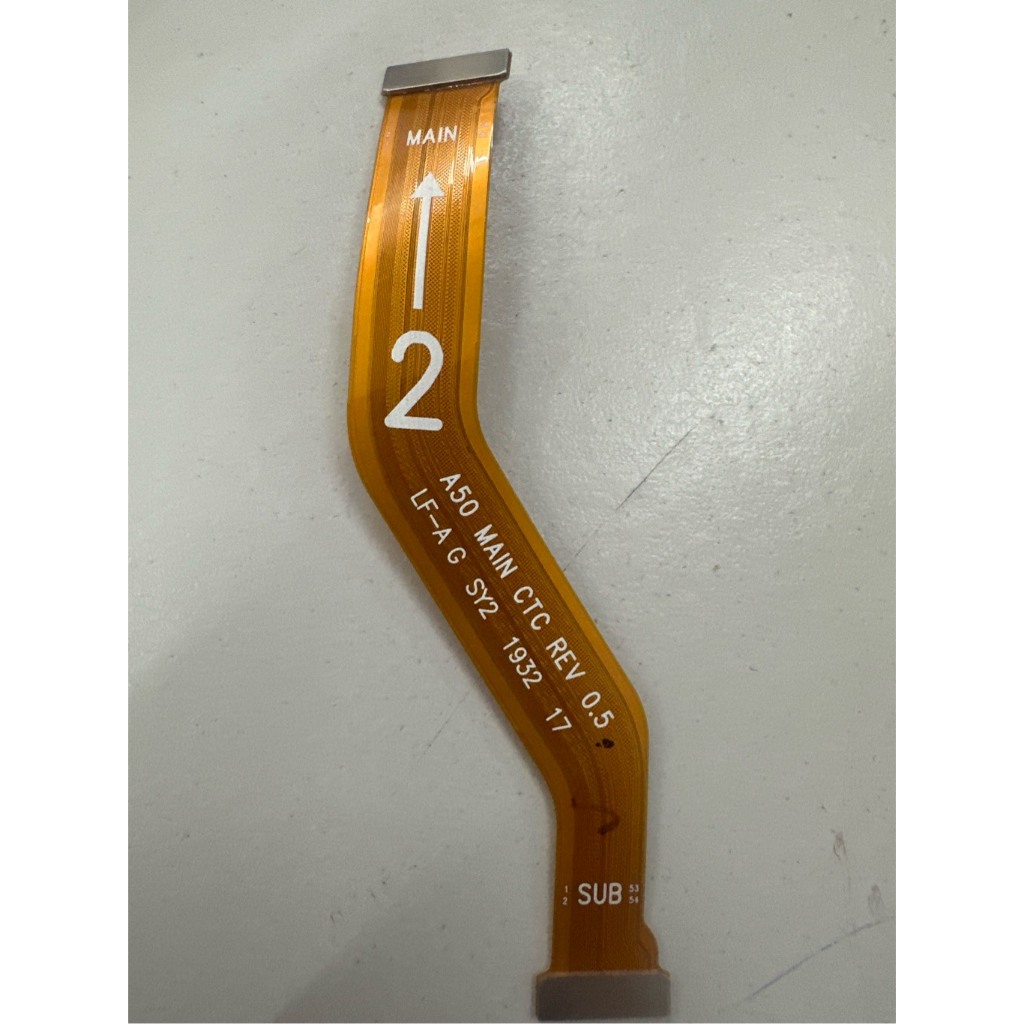 MAIN
2
A50 MAIN CTC REV 0.5
LF-A G SY2 1932 17
1 SUB 53
2 54